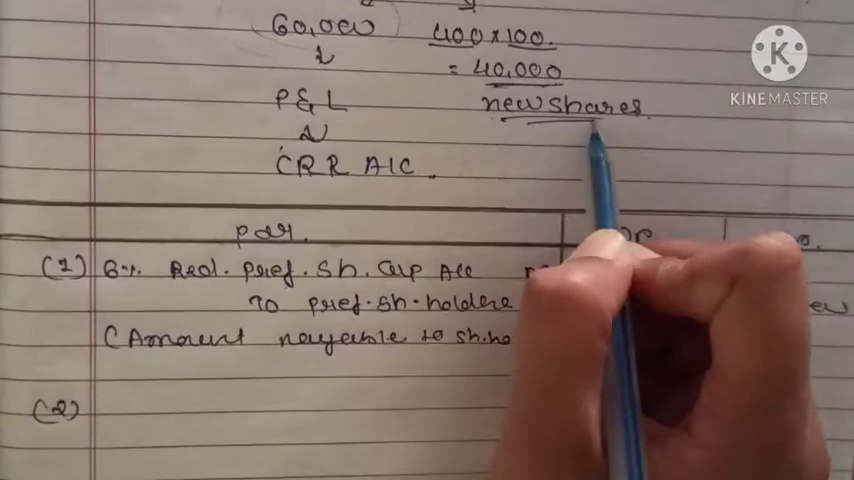 60,000 400 x 100.
= 40,000
P&L new shares.
CRR A/C.
KINEMASTER
par.
(1) 6% Red. pref. sh. cap A/c
To pref. sh. holders
(Amount payable to sh.ho
(2)